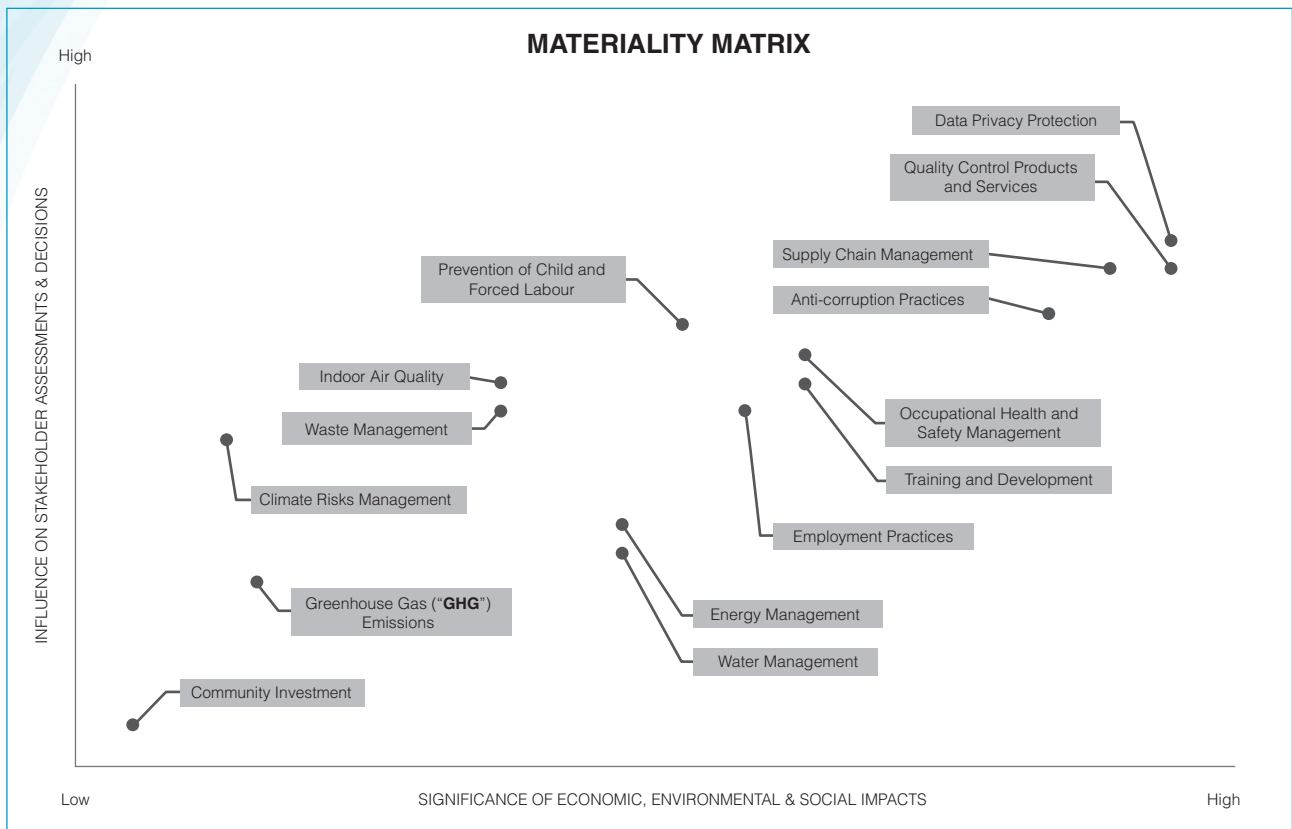 MATERIALITY MATRIX
High
Data Privacy Protection
Quality Control Products
and Services
Supply Chain Management
Prevention of Child and
Forced Labour
Anti-corruption Practices
Indoor Air Quality
Waste Management
Occupational Health and
Safety Management
Training and Development
Climate Risks Management
Employment Practices
Greenhouse Gas (“GHG”)
Emissions
Energy Management
Water Management
Community Investment
INFLUENCE ON STAKEHOLDER ASSESSMENTS & DECISIONS
Low
SIGNIFICANCE OF ECONOMIC, ENVIRONMENTAL & SOCIAL IMPACTS
High